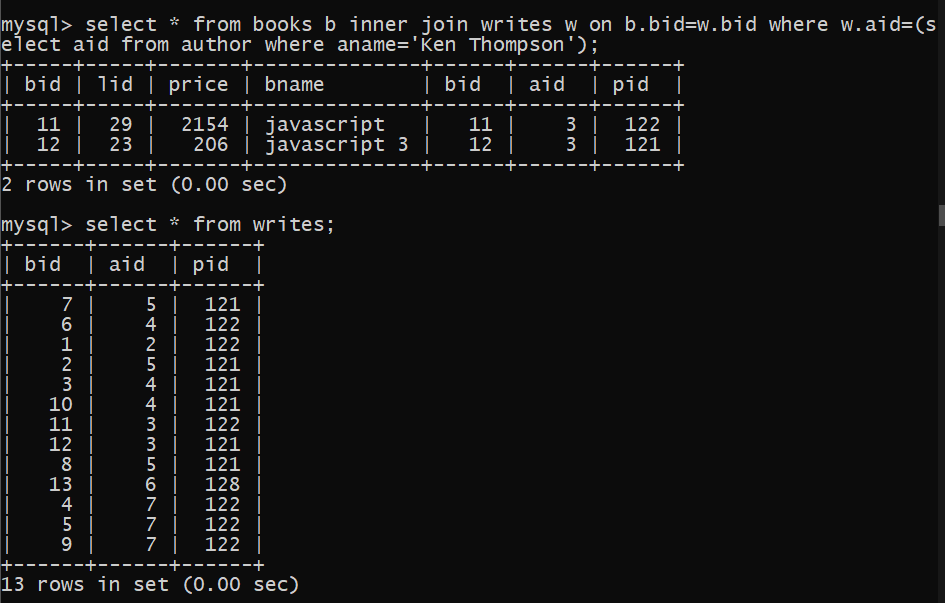 mysql> select * from books b inner join writes w on b.bid=w.bid where w.aid=(s
elect aid from author where aname='Ken Thompson');
+-----+-----+-------+--------------+------+------+------+
| bid | lid | price | bname        | bid  | aid  | pid  |
+-----+-----+-------+--------------+------+------+------+
|  11 |  29 |  2154 | javascript   |   11 |    3 |  122 |
|  12 |  23 |   206 | javascript 3 |   12 |    3 |  121 |
+-----+-----+-------+--------------+------+------+------+
2 rows in set (0.00 sec)

mysql> select * from writes;
+------+------+------+
| bid  | aid  | pid  |
+------+------+------+
|    7 |    5 |  121 |
|    6 |    4 |  122 |
|    1 |    2 |  122 |
|    2 |    5 |  121 |
|    3 |    4 |  121 |
|   10 |    4 |  121 |
|   11 |    3 |  122 |
|   12 |    3 |  121 |
|    8 |    5 |  121 |
|   13 |    6 |  128 |
|    4 |    7 |  122 |
|    5 |    7 |  122 |
|    9 |    7 |  122 |
+------+------+------+
13 rows in set (0.00 sec)